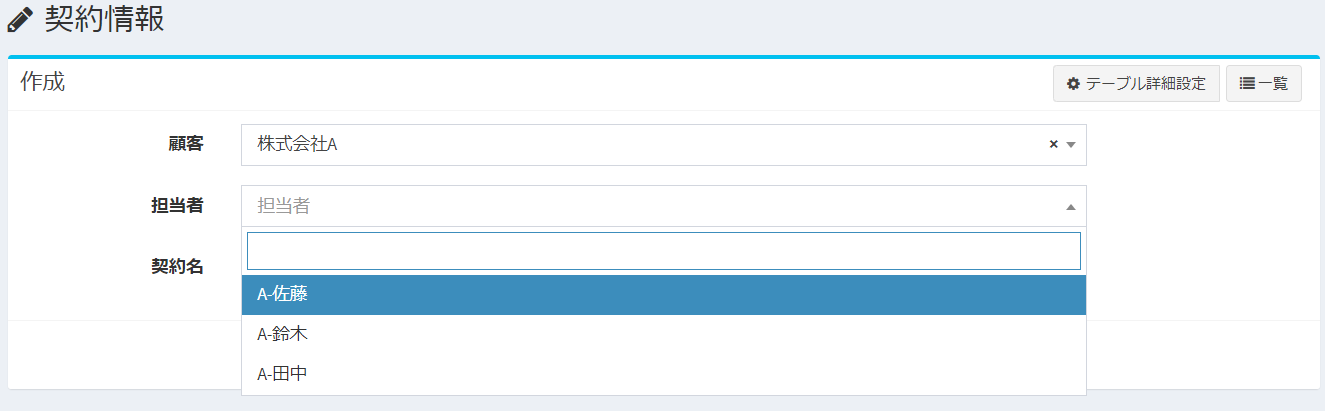 契約情報
作成
テーブル詳細設定
一覧
顧客
株式会社A
×
担当者
担当者
契約名
A-佐藤
A-鈴木
A-田中